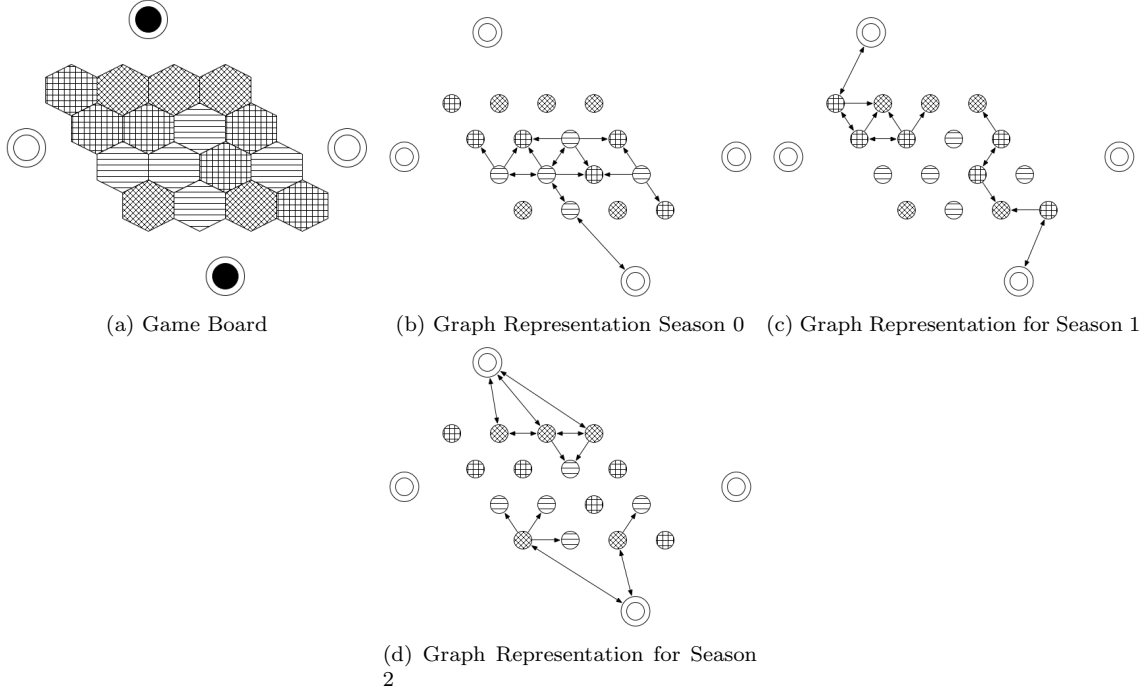 (a) Game Board
(b) Graph Representation Season 0
(c) Graph Representation for Season 1
(d) Graph Representation for Season
2